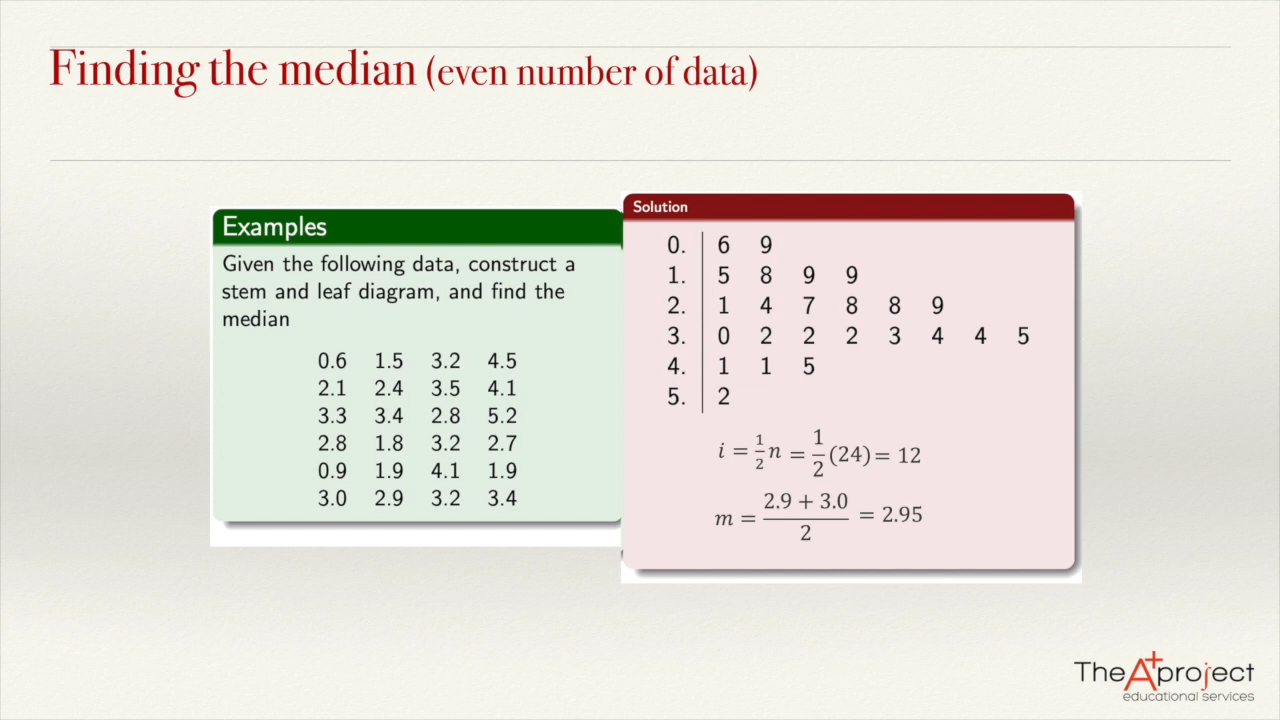 Finding the median (even number of data)
Examples
Given the following data, construct a
stem and leaf diagram, and find the
median
0.6 1.5 3.2 4.5
2.1 2.4 3.5 4.1
3.3 3.4 2.8 5.2
2.8 1.8 3.2 2.7
0.9 1.9 4.1 1.9
3.0 2.9 3.2 3.4
Solution
0. | 6 9
1. | 5 8 9 9
2. | 1 4 7 8 8 9
3. | 0 2 2 2 3 4 4 5
4. | 1 1 5
5. | 2
i = 1/2 n = 1/2 (24) = 12
m = (2.9 + 3.0)/2 = 2.95
The A+ project
educational services